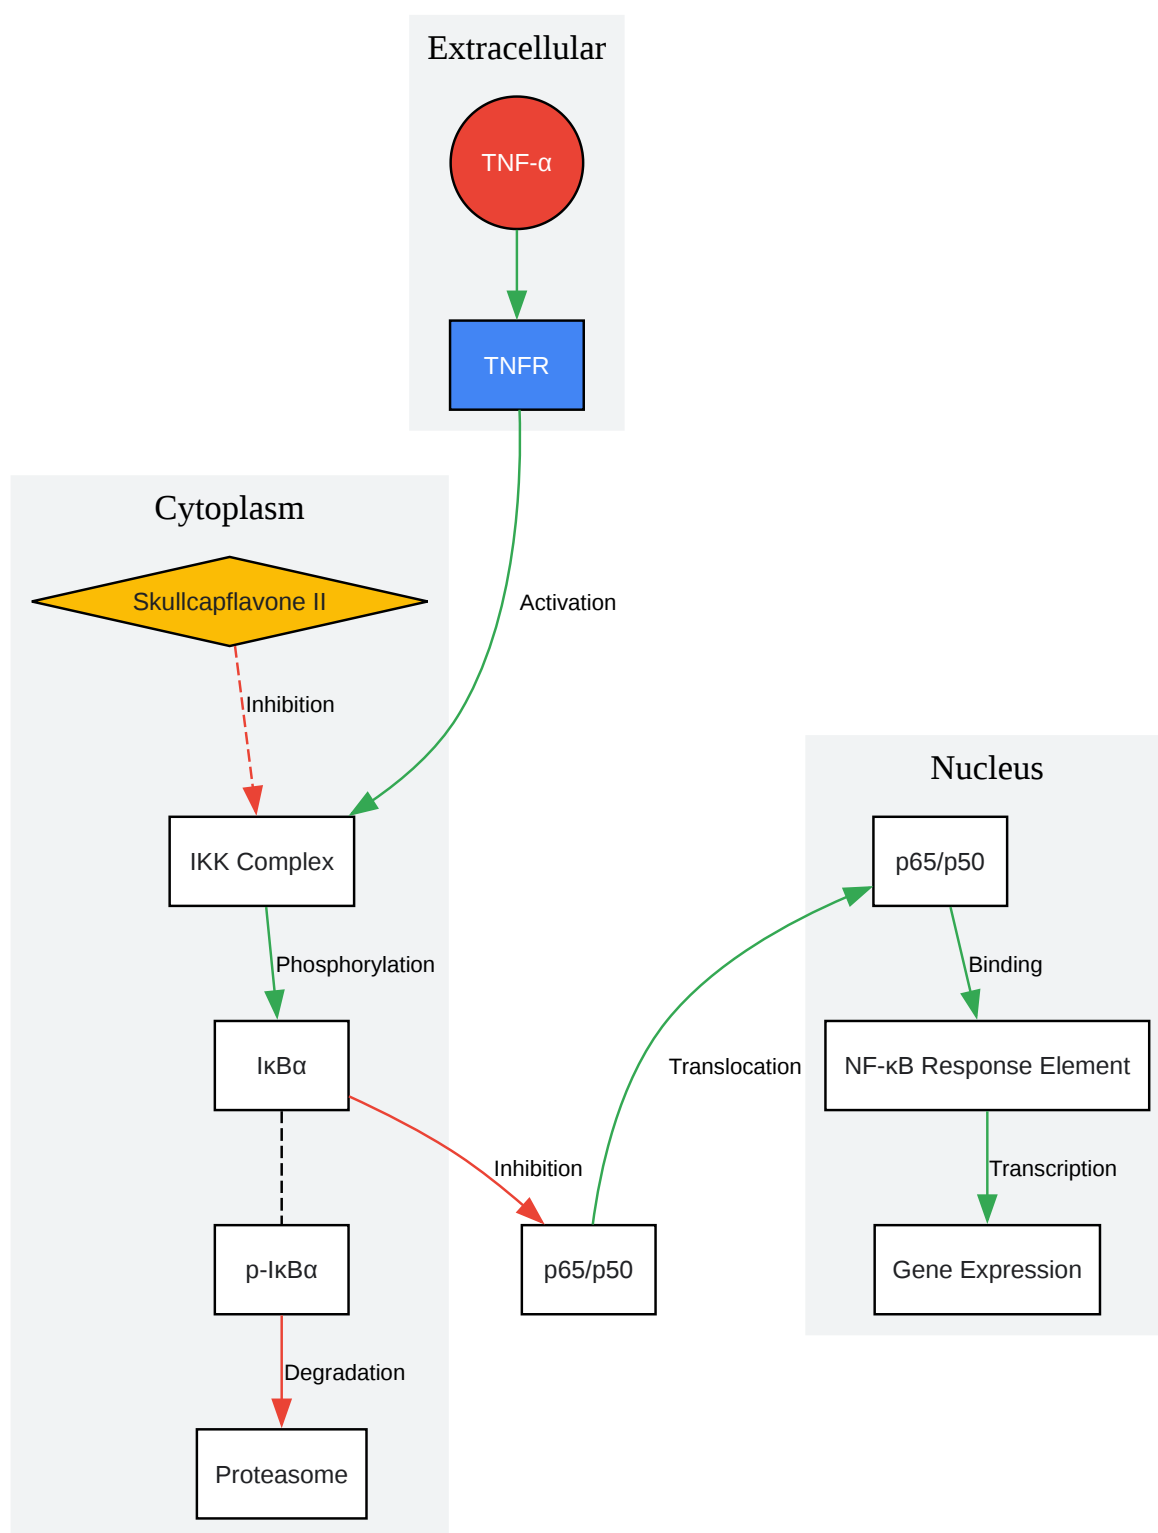 Extracellular
TNF-α
TNFR
Cytoplasm
Skullcapflavone II
Activation
Inhibition
Nucleus
IKK Complex
p65/p50
Phosphorylation
Binding
IκBα
Translocation
NF-κB Response Element
Inhibition
Transcription
p-IκBα
p65/p50
Gene Expression
Degradation
Proteasome